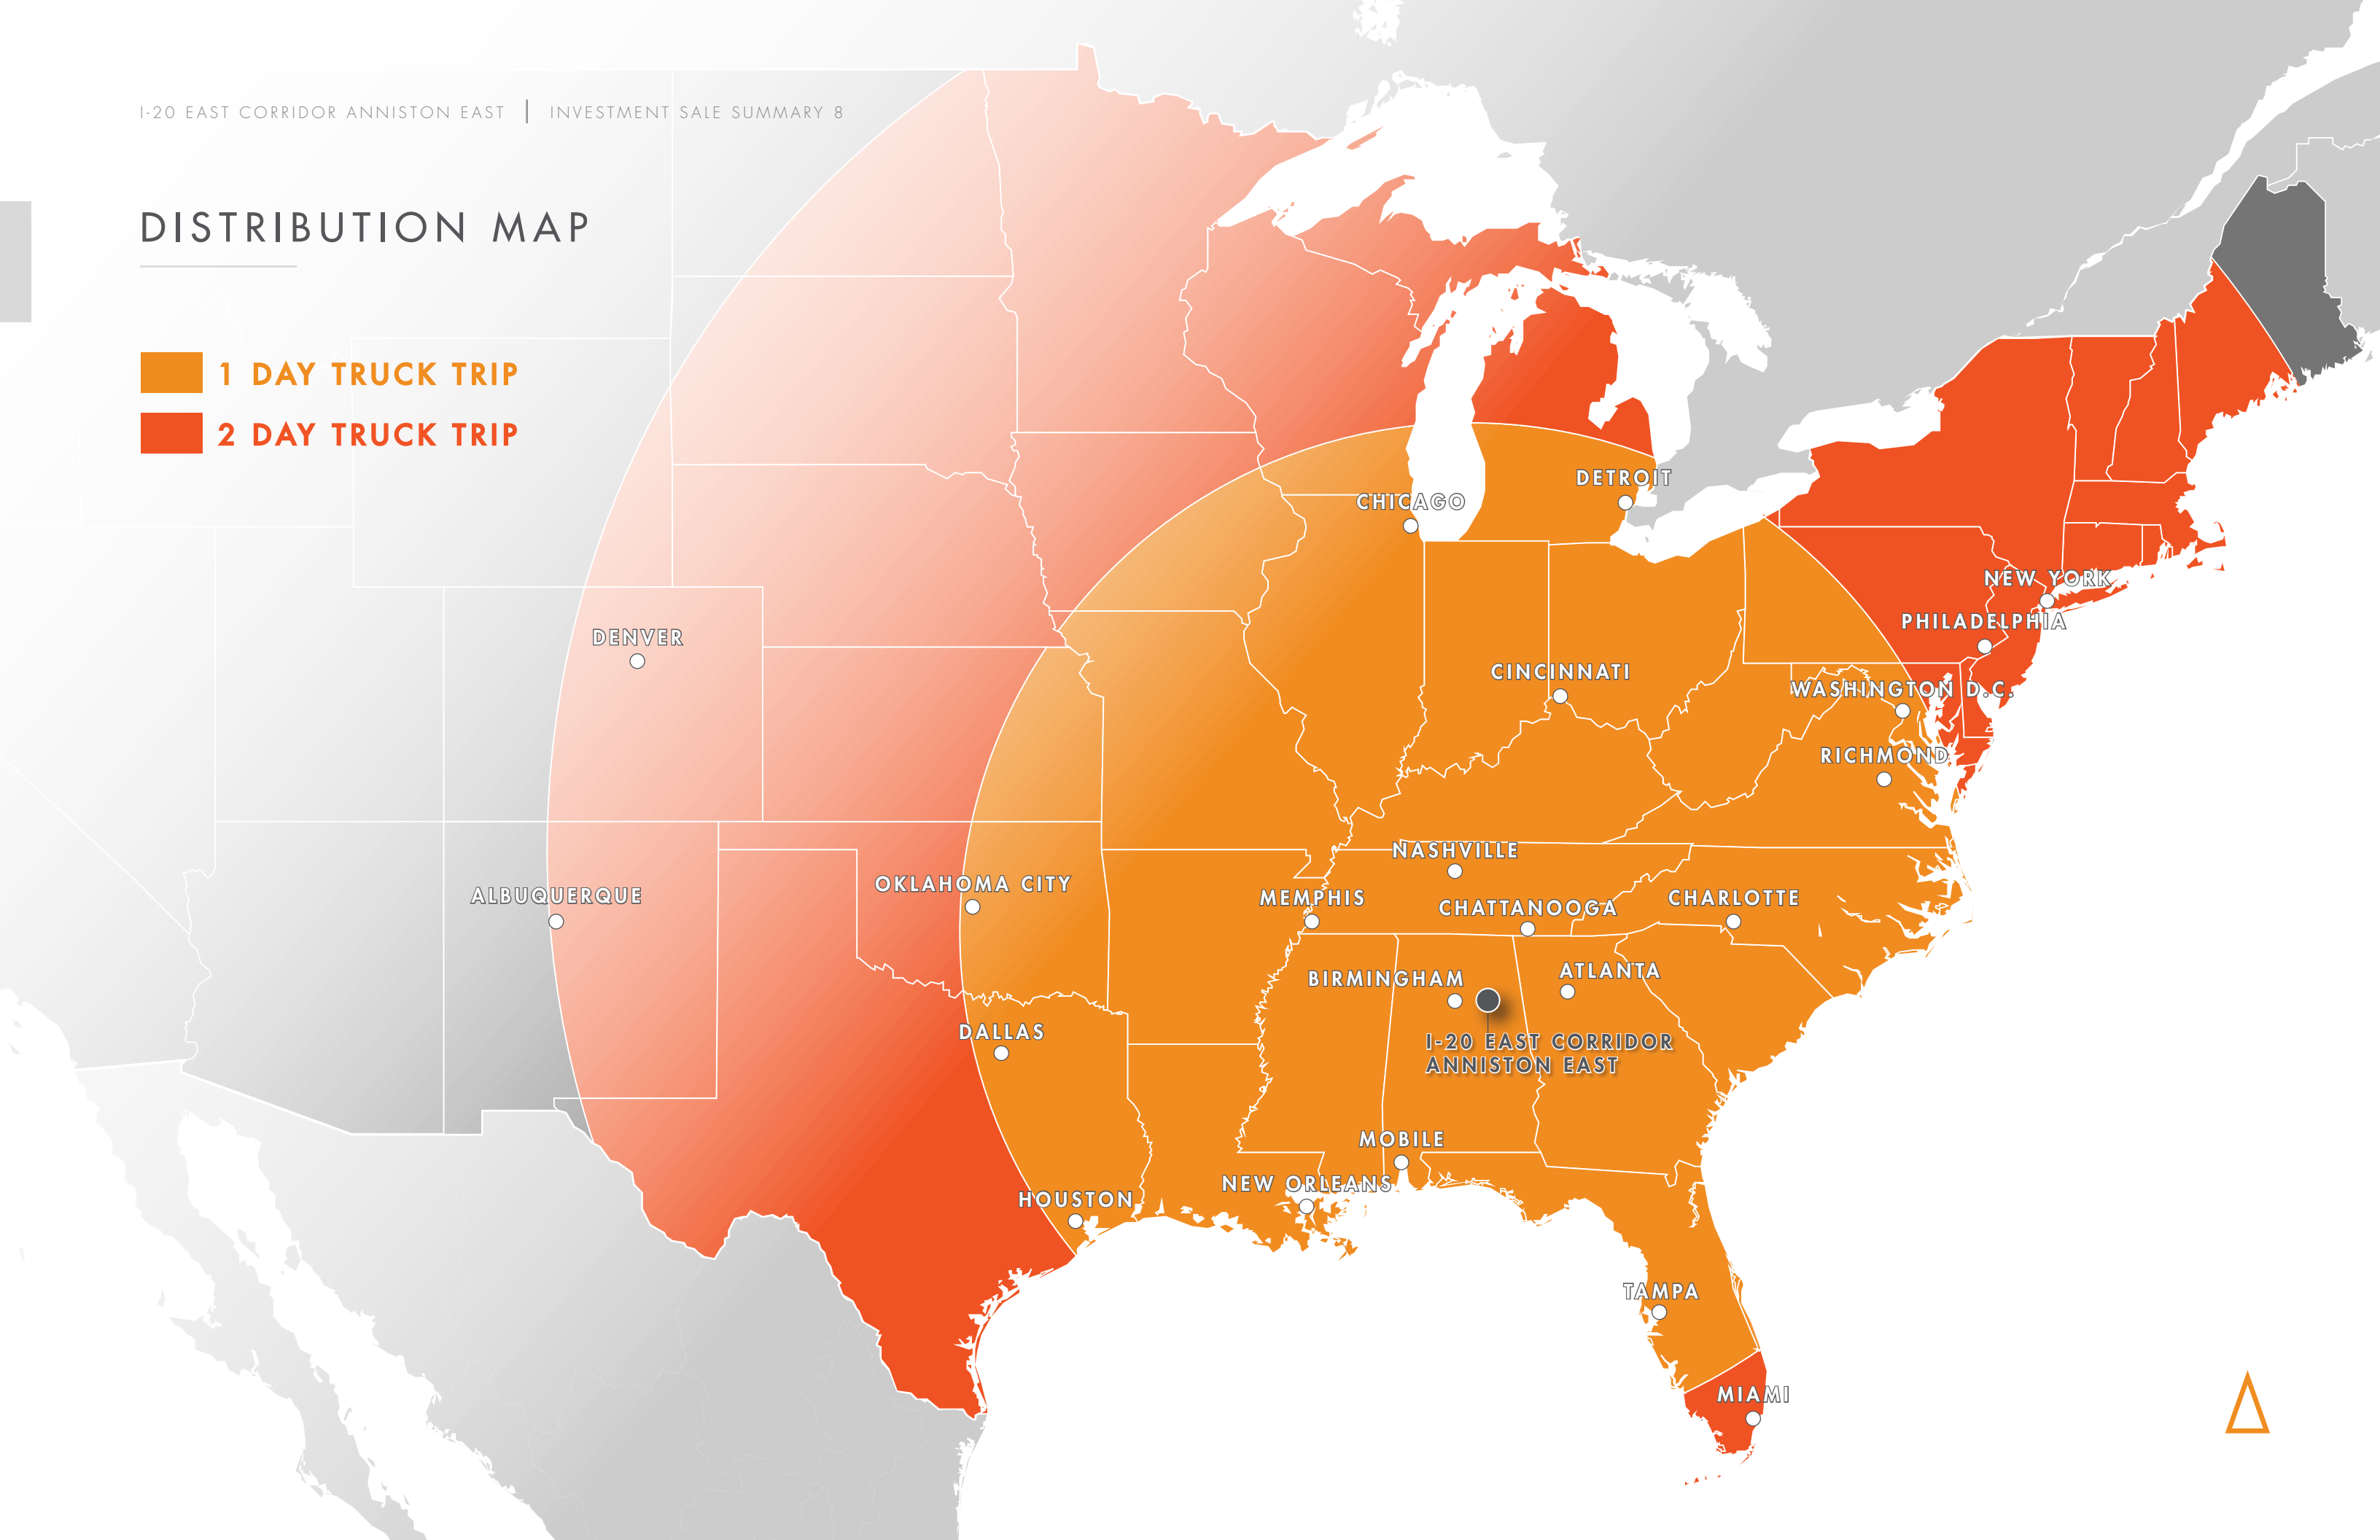 I-20 EAST CORRIDOR ANNISTON EAST | INVESTMENT SALE SUMMARY 8
DISTRIBUTION MAP
1 DAY TRUCK TRIP
2 DAY TRUCK TRIP
DETROIT
CHICAGO
NEW YORK
PHILADELPHIA
DENVER
CINCINNATI
WASHINGTON D.C.
RICHMOND
NASHVILLE
OKLAHOMA CITY
ALBUQUERQUE
MEMPHIS
CHARLOTTE
CHATTANOOGA
ATLANTA
BIRMINGHAM
DALLAS
I-20 EAST CORRIDOR
ANNISTON EAST
MOBILE
NEW ORLEANS
HOUSTON
TAMPA
MIAMI